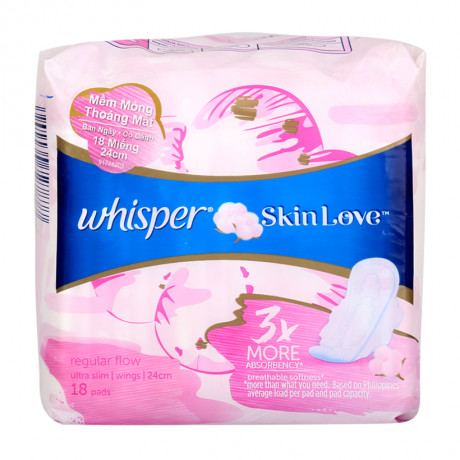 Mềm Mỏng
Thoáng Mát
Ban Ngày • Có Cánh
18 Miếng
24cm
whisper® SkinLove™
3x
MORE
ABSORBENCY^
breathable softness*
regular flow
ultra slim | wings | 24cm
18 pads
^more than what you need. Based on Philippines
average load per pad and pad capacity.